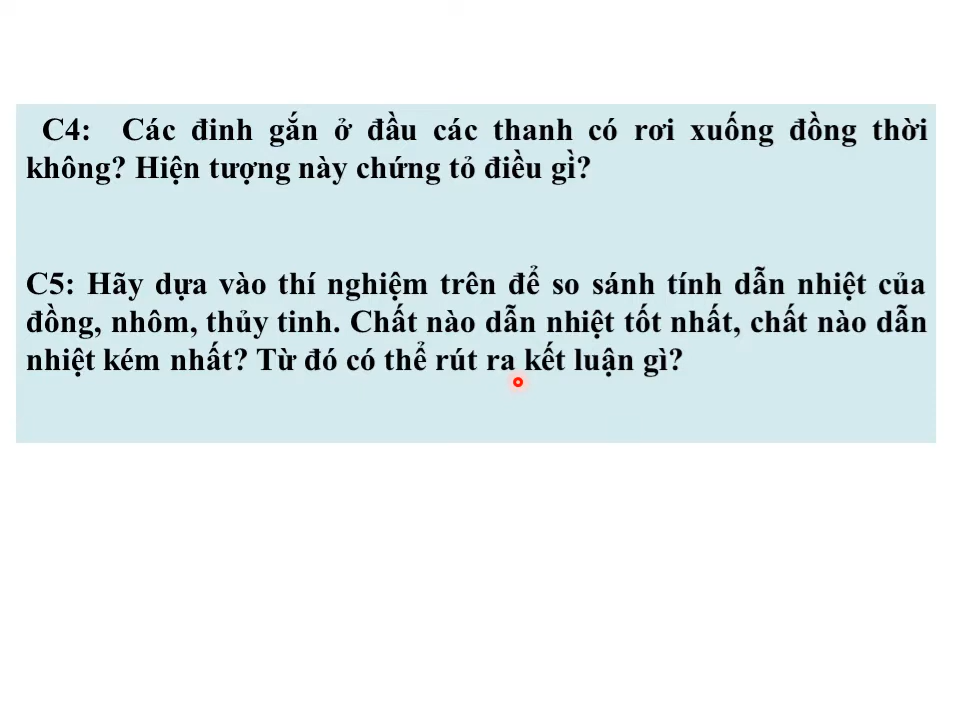 C4: Các đinh gắn ở đầu các thanh có rơi xuống đồng thời
không? Hiện tượng này chứng tỏ điều gì?
C5: Hãy dựa vào thí nghiệm trên để so sánh tính dẫn nhiệt của
đồng, nhôm, thủy tinh. Chất nào dẫn nhiệt tốt nhất, chất nào dẫn
nhiệt kém nhất? Từ đó có thể rút ra kết luận gì?